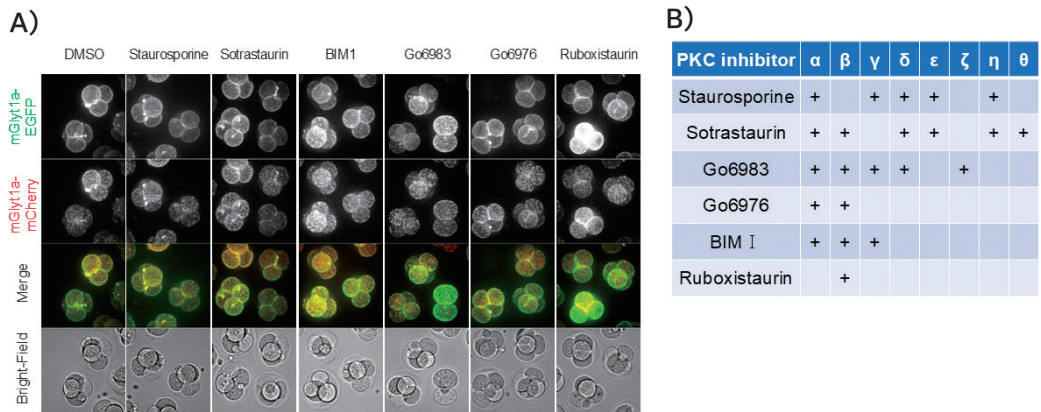 A)
DMSO Staurosporine Sotrastaurin BIM1 Go6983 Go6976 Ruboxistaurin
mGlyt1a-
EGFP
mGlyt1a-
mCherry
Merge
Bright-Field
B)
PKC inhibitor α β γ δ ε ζ η θ
Staurosporine + + + + +
Sotrastaurin + + + + + +
Go6983 + + + + +
Go6976 + +
BIM I + + +
Ruboxistaurin +